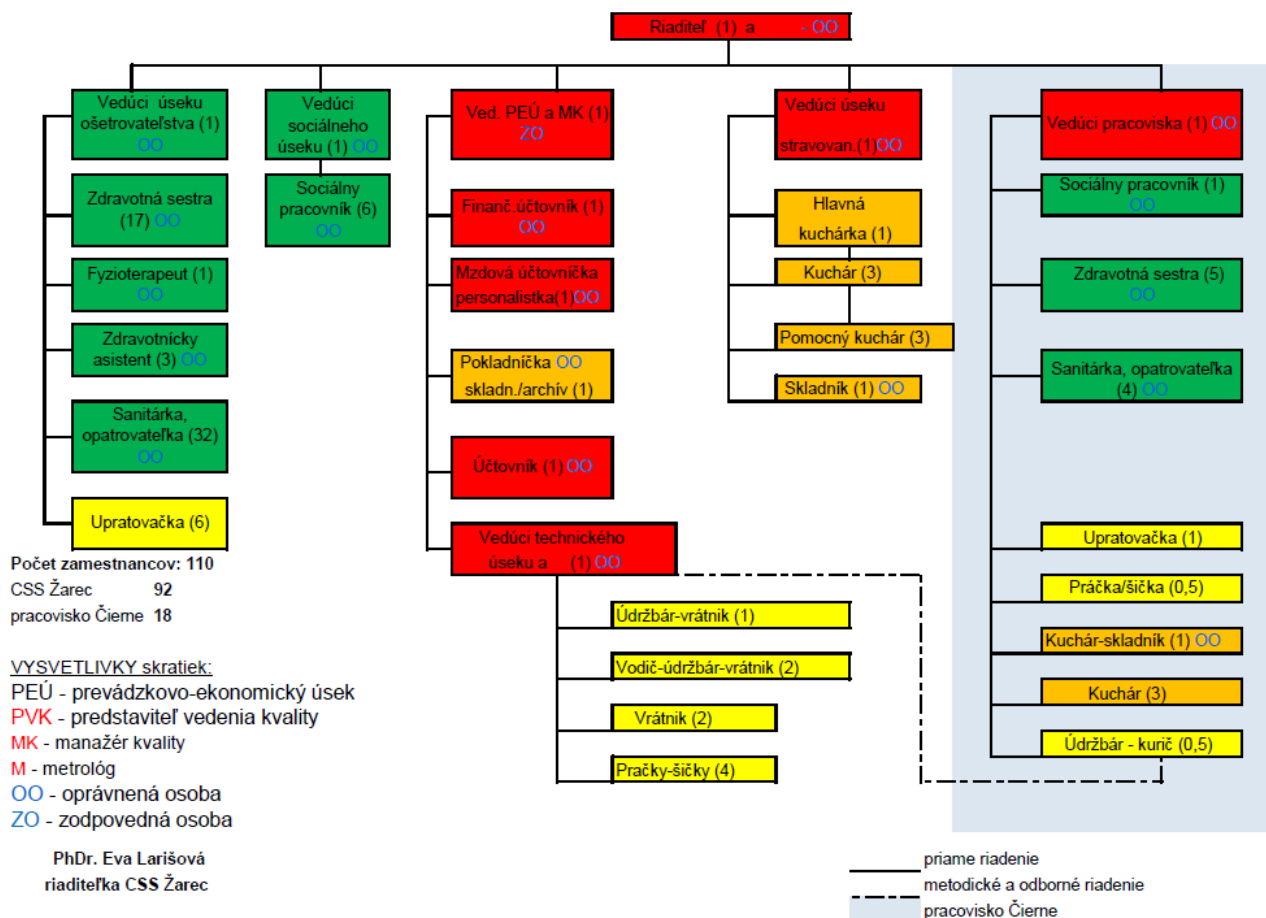 Riaditeľ (1) a - OO
Vedúci úseku
ošetrovateľstva (1)
OO
Zdravotná sestra
(17) OO
Fyzioterapeut (1)
OO
Zdravotnícky
asistent (3) OO
Sanitárka,
opatrovateľka (32)
OO
Upratovačka (6)
Vedúci
sociálneho
úseku (1) OO
Sociálny
pracovník (6)
OO
Ved. PEÚ a MK (1)
ZO
Finanč.účtovník (1)
OO
Mzdová účtovníčka
personalistka(1)OO
Pokladníčka OO
skladn./archív (1)
Účtovník (1) OO
Vedúci technického
úseku a (1) OO
Údržbár-vrátnik (1)
Vodič-údržbár-vrátnik (2)
Vrátnik (2)
Pračky-šičky (4)
Vedúci úseku
stravovan.(1)OO
Hlavná
kuchárka (1)
Kuchár (3)
Pomocný kuchár (3)
Skladník (1) OO
Vedúci pracoviska (1) OO
Sociálny pracovník (1)
OO
Zdravotná sestra (5)
OO
Sanitárka, opatrovateľka
(4) OO
Upratovačka (1)
Práčka/šička (0,5)
Kuchár-skladník (1) OO
Kuchár (3)
Údržbár - kurič (0,5)
Počet zamestnancov: 110
CSS Žarec 92
pracovisko Čierne 18
VYSVETLIVKY skratiek:
PEÚ - prevádzkovo-ekonomický úsek
PVK - predstaviteľ vedenia kvality
MK - manažér kvality
M - metrológ
OO - oprávnená osoba
ZO - zodpovedná osoba
PhDr. Eva Larišová
riaditeľka CSS Žarec
priame riadenie
metodické a odborné riadenie
pracovisko Čierne